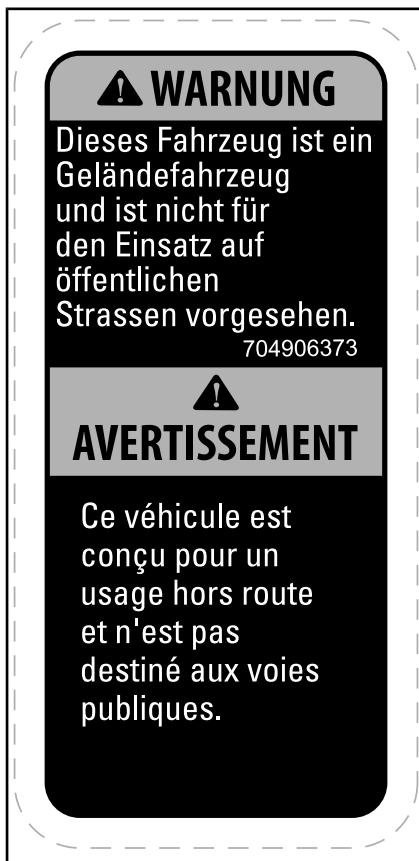 WARNUNG
Dieses Fahrzeug ist ein
Geländefahrzeug
und ist nicht für
den Einsatz auf
öffentlichen
Strassen vorgesehen.
704906373
AVERTISSEMENT
Ce véhicule est
conçu pour un
usage hors route
et n'est pas
destiné aux voies
publiques.